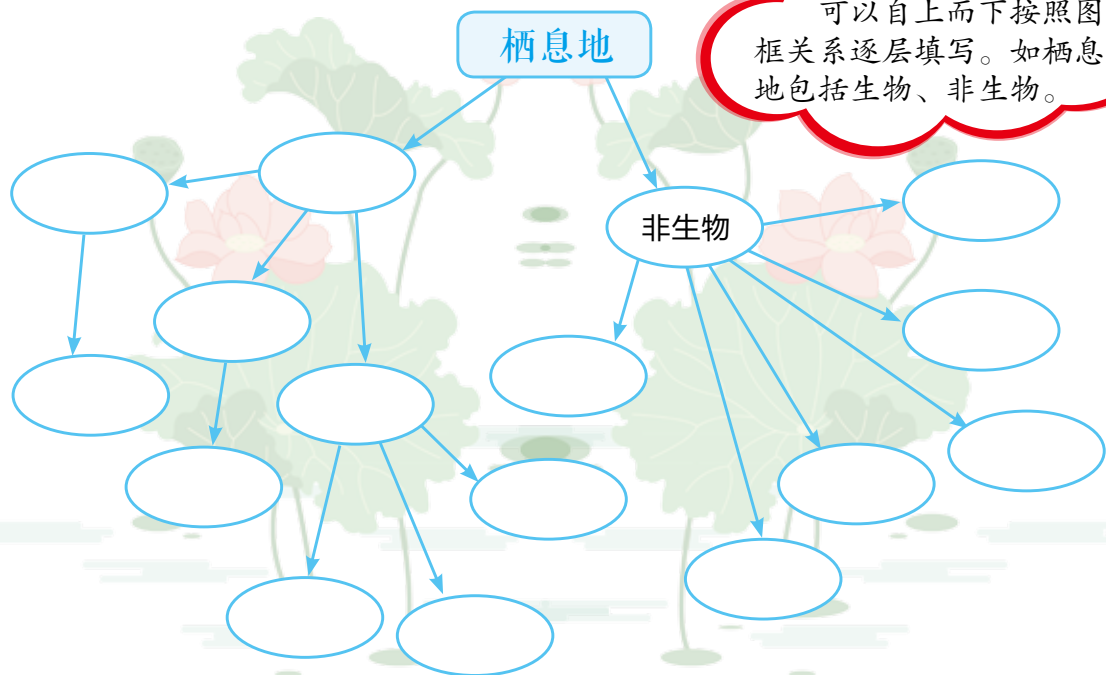 栖息地
可以自上而下按照图
框关系逐层填写。如栖息
地包括生物、非生物。
非生物